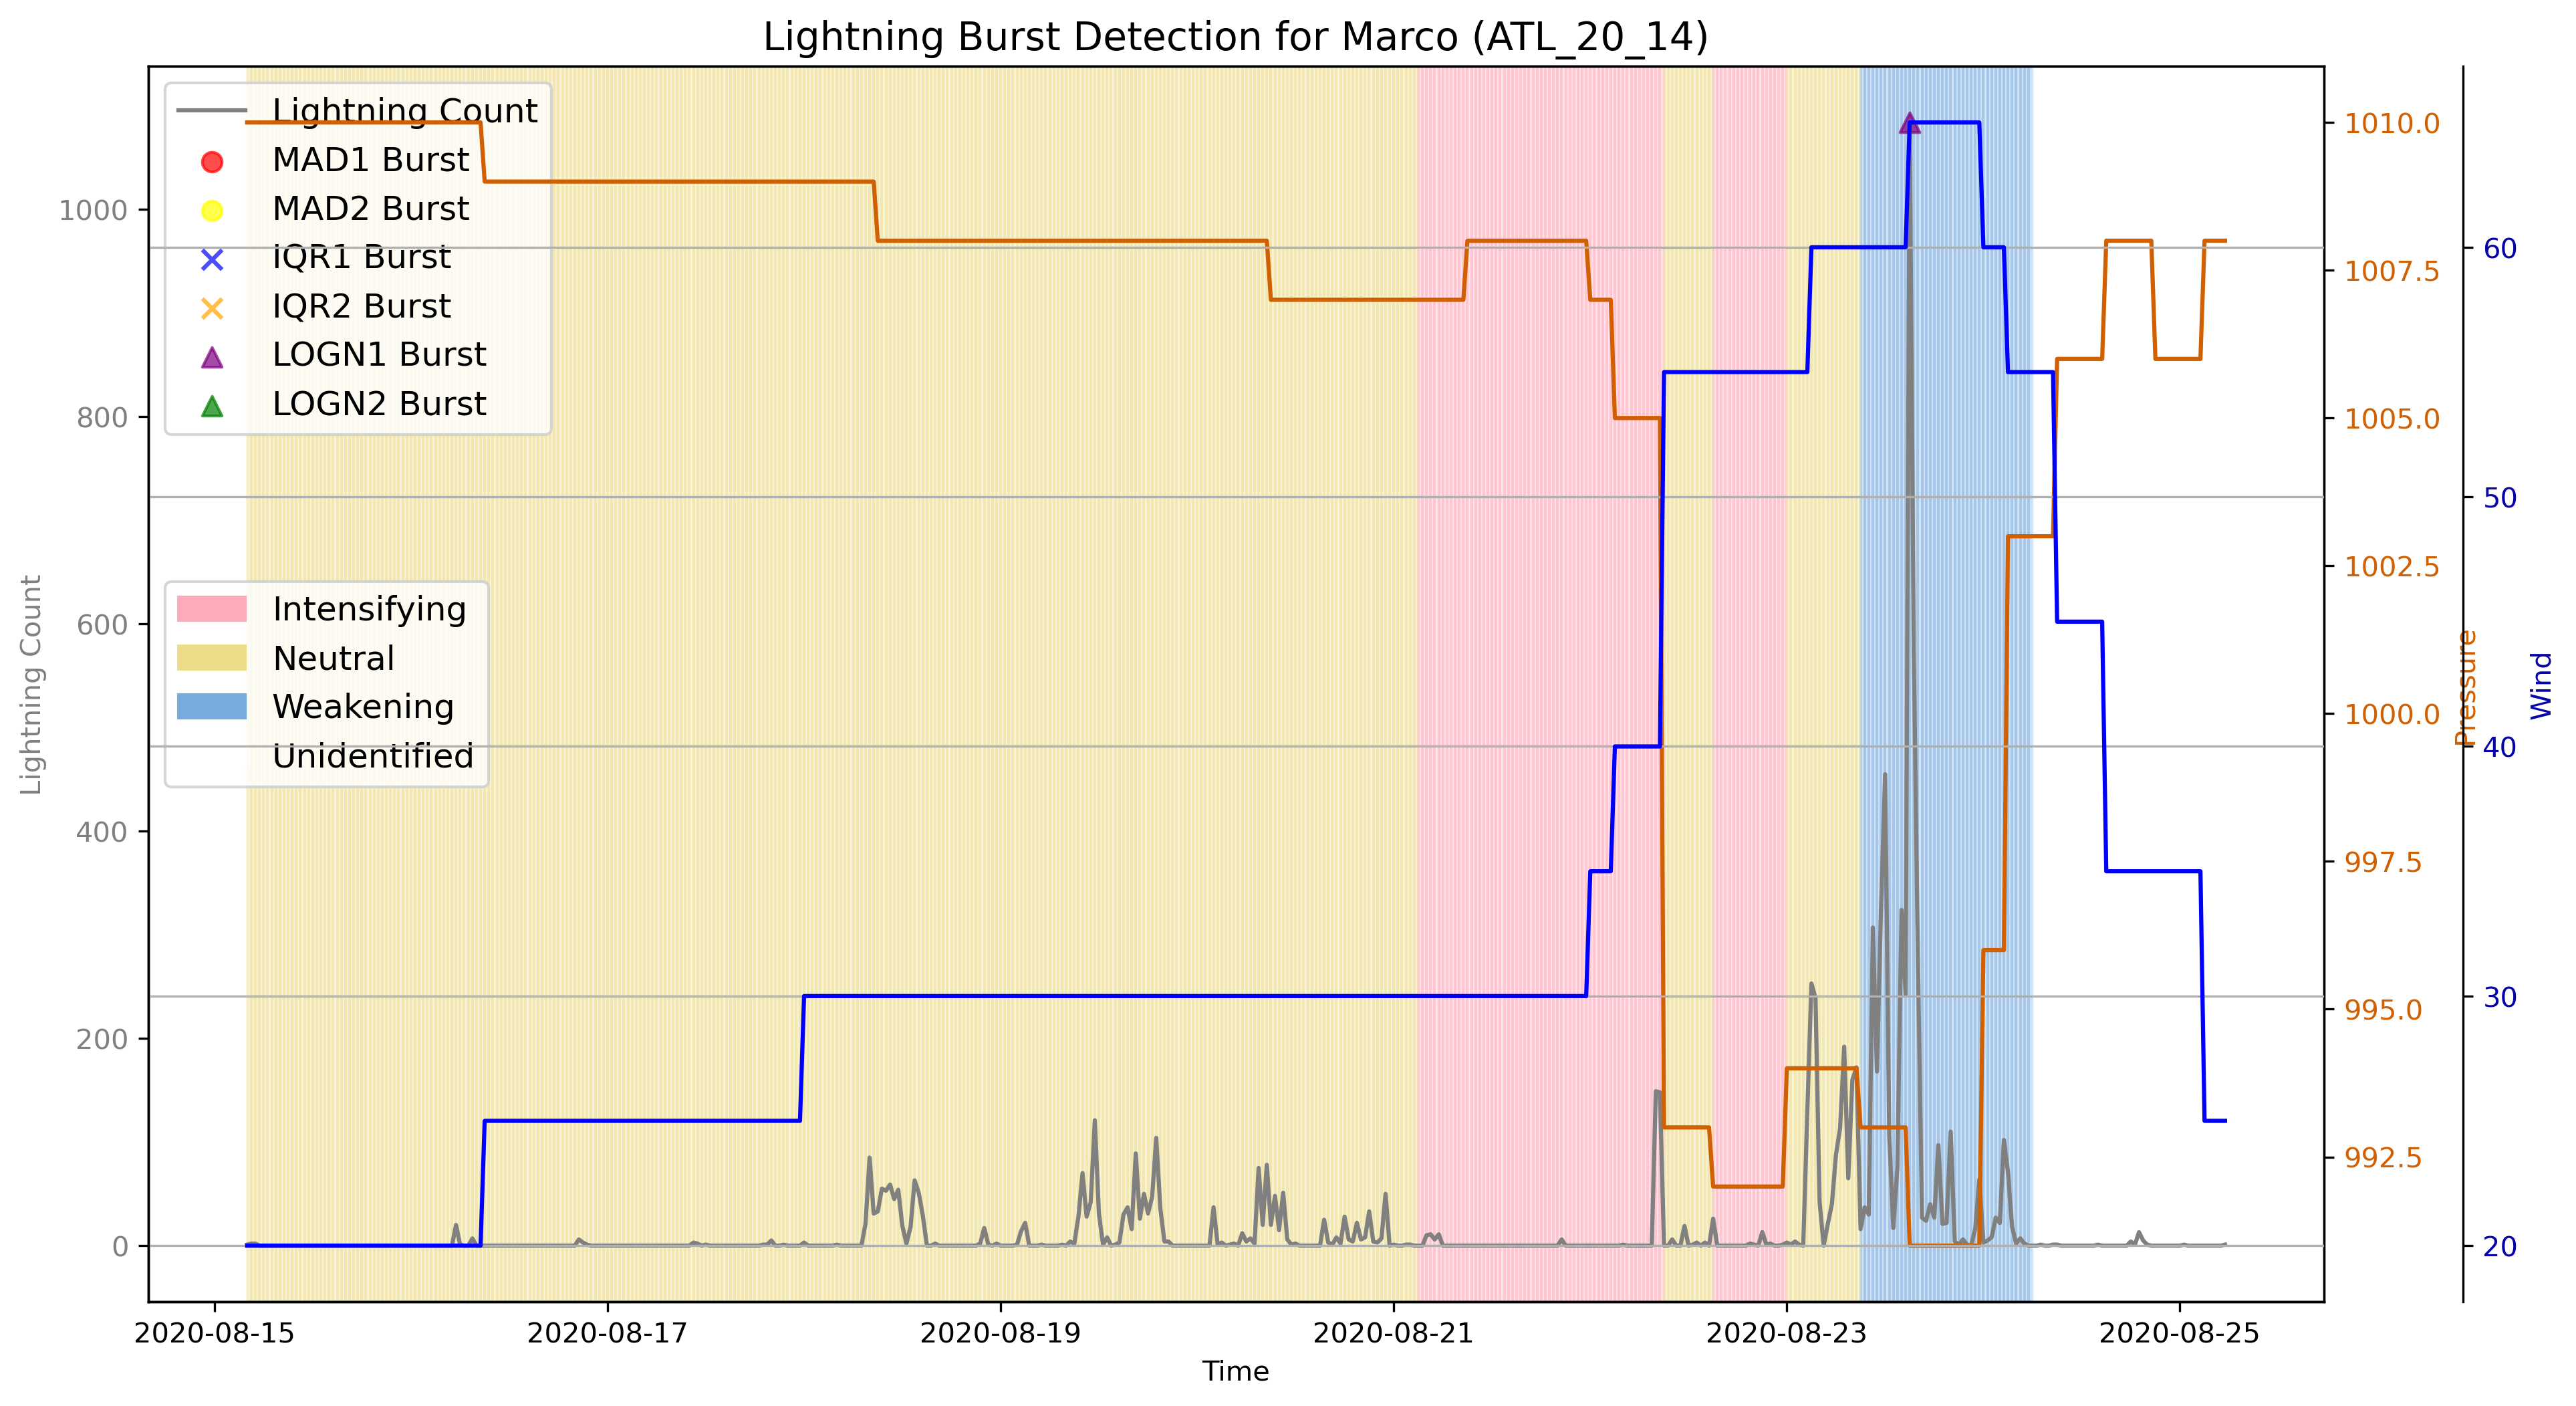 Lightning Burst Detection for Marco (ATL_20_14)
Lightning Count
MAD1 Burst
MAD2 Burst
IQR1 Burst
IQR2 Burst
LOGN1 Burst
LOGN2 Burst
Intensifying
Neutral
Weakening
Unidentified
Lightning Count
1000
800
600
400
200
0
1010.0
1007.5
1005.0
1002.5
1000.0
997.5
995.0
992.5
Pressure
60
50
40
30
20
Wind
2020-08-15
2020-08-17
2020-08-19
2020-08-21
2020-08-23
2020-08-25
Time